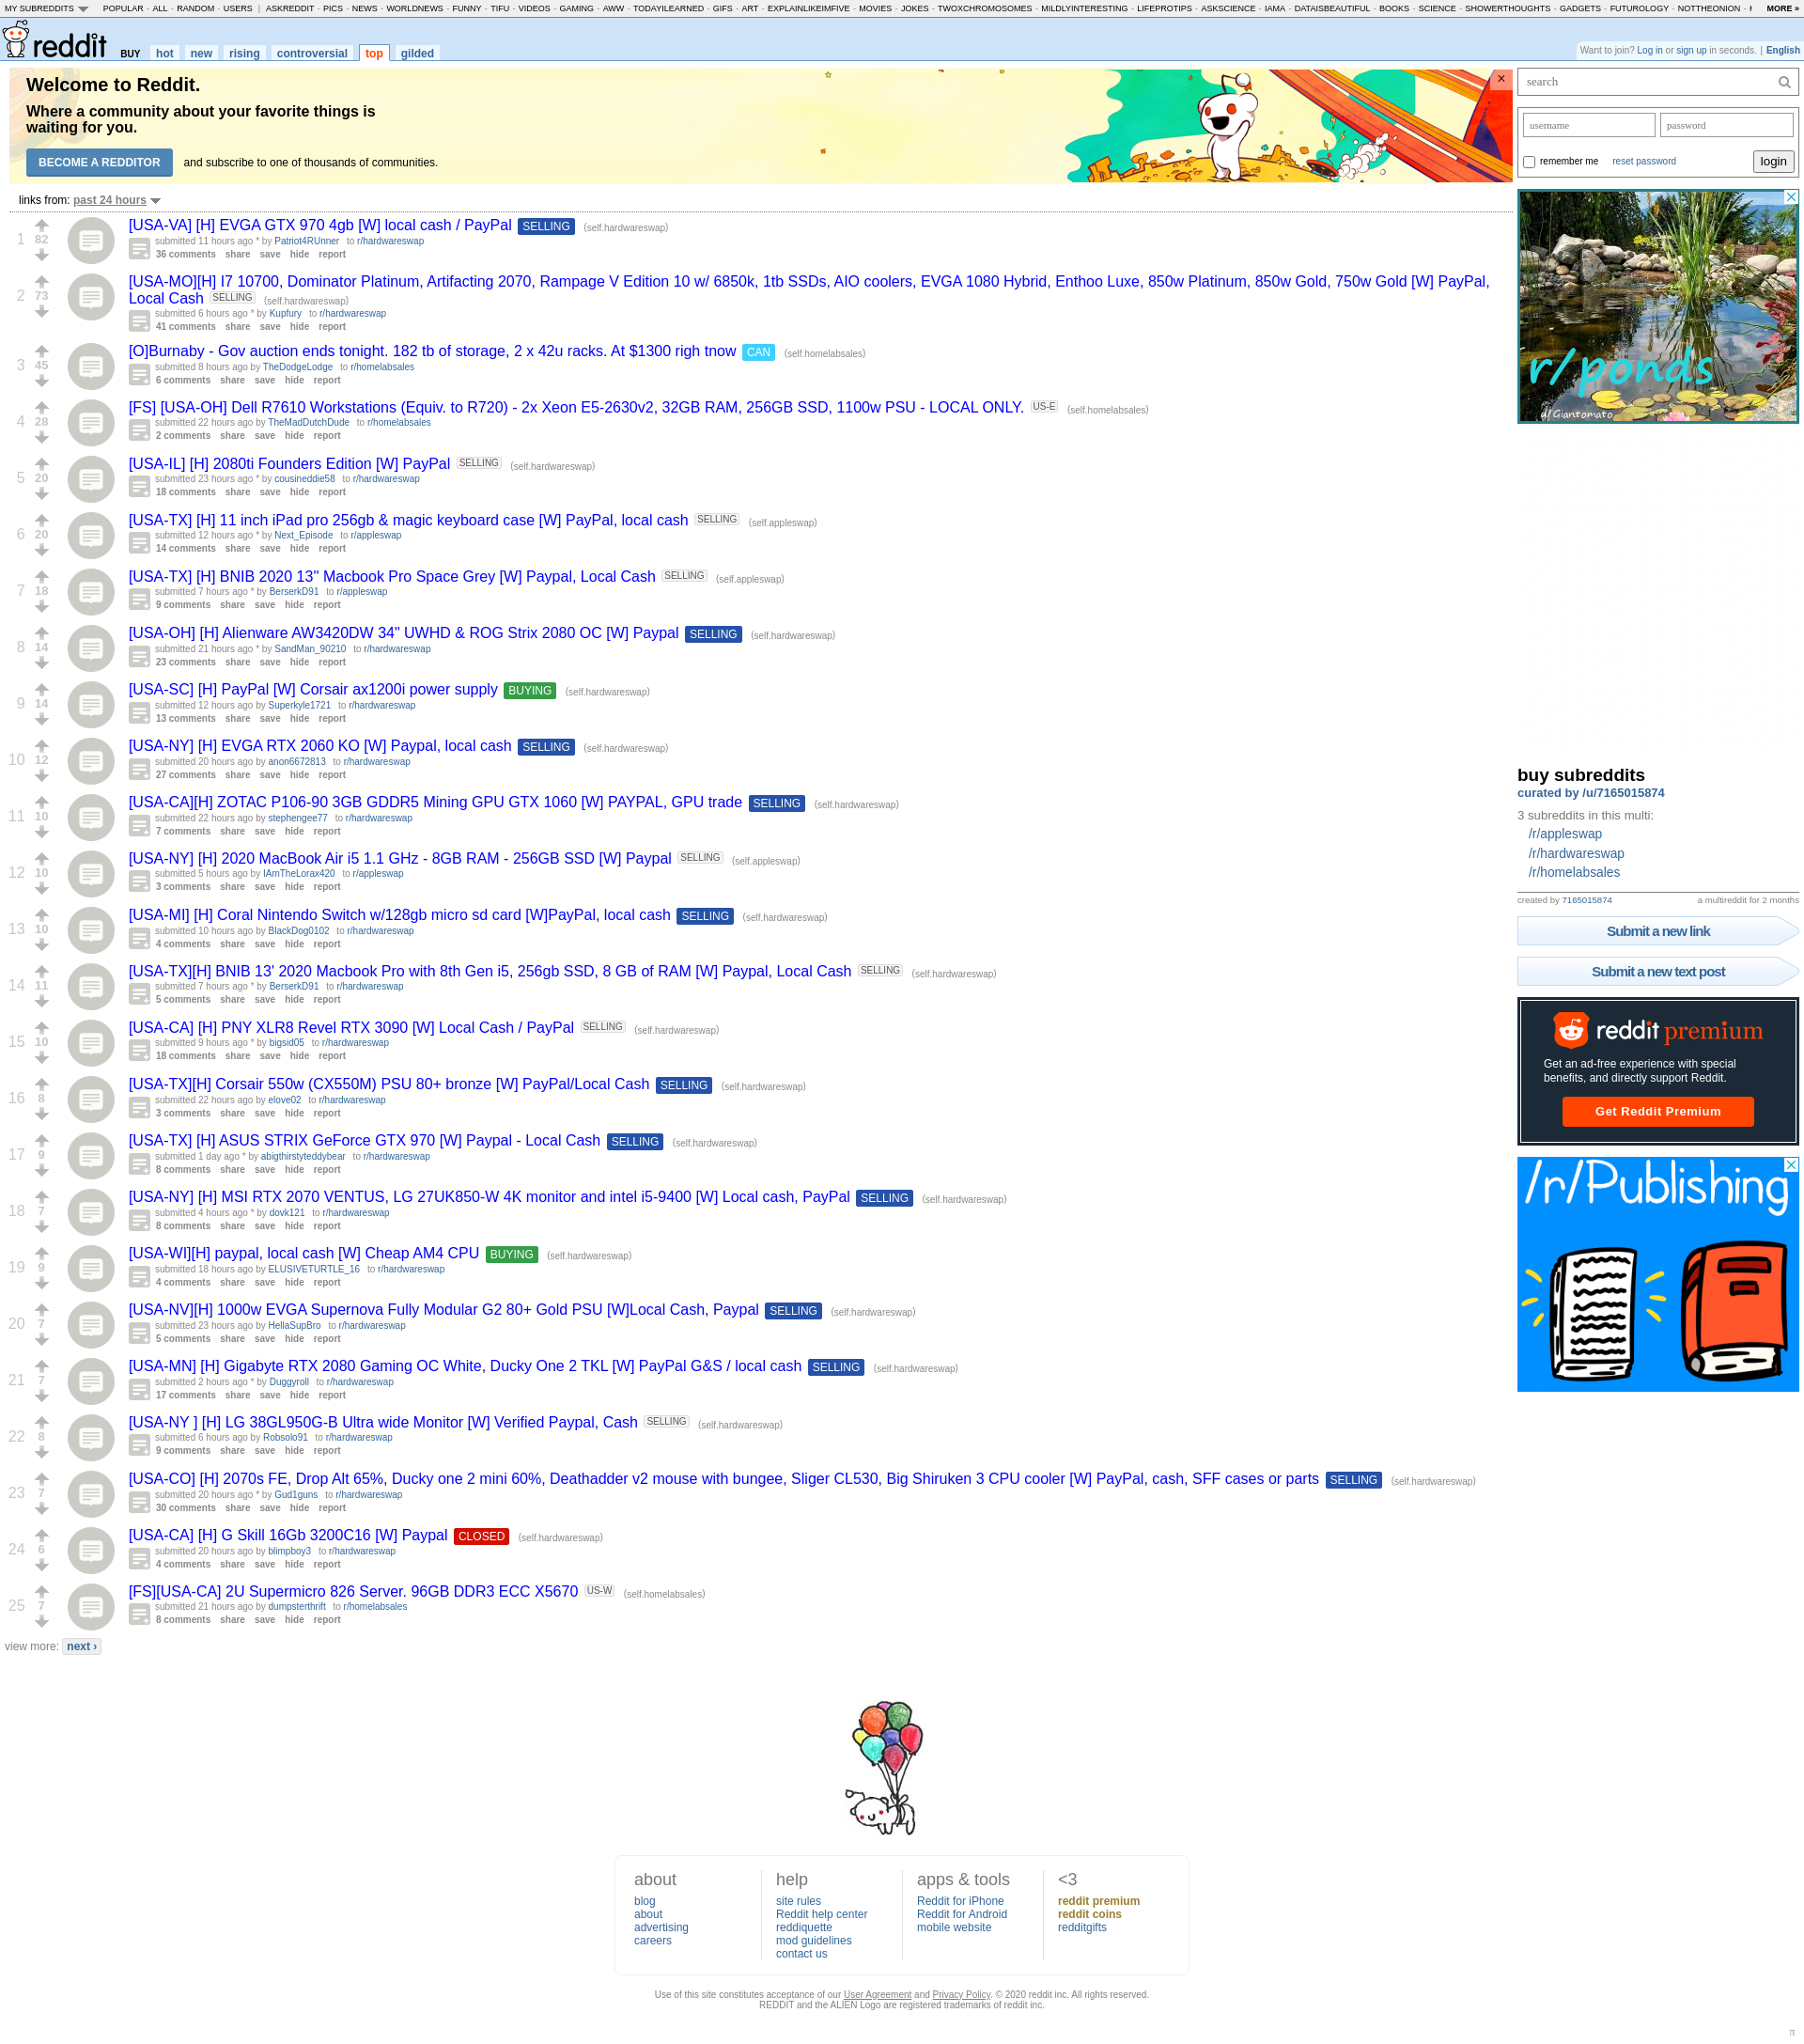 MY SUBREDDITS POPULAR - ALL - RANDOM - USERS | ASKREDDIT - PICS - NEWS - WORLDNEWS - FUNNY - TIFU - VIDEOS - GAMING - AWW - TODAYILEARNED - GIFS - ART - EXPLAINLIKEIMFIVE - MOVIES - JOKES - TWOXCHROMOSOMES - MILDLYINTERESTING - LIFEPROTIPS - ASKSCIENCE - IAMA - DATAISBEAUTIFUL - BOOKS - SCIENCE - SHOWERTHOUGHTS - GADGETS - FUTUROLOGY - NOTTHEONION - MORE »
reddit BUY hot new rising controversial top gilded
Want to join? Log in or sign up in seconds. | English
Welcome to Reddit.
Where a community about your favorite things is
waiting for you.
BECOME A REDDITOR and subscribe to one of thousands of communities.
links from: past 24 hours
1 82 [USA-VA] [H] EVGA GTX 970 4gb [W] local cash / PayPal SELLING (self.hardwareswap)
submitted 11 hours ago * by Patriot4RUnner to r/hardwareswap
36 comments share save hide report
2 73 [USA-MO][H] I7 10700, Dominator Platinum, Artifacting 2070, Rampage V Edition 10 w/ 6850k, 1tb SSDs, AIO coolers, EVGA 1080 Hybrid, Enthoo Luxe, 850w Platinum, 850w Gold, 750w Gold [W] PayPal,
Local Cash SELLING (self.hardwareswap)
submitted 6 hours ago * by Kupfury to r/hardwareswap
41 comments share save hide report
3 45 [O]Burnaby - Gov auction ends tonight. 182 tb of storage, 2 x 42u racks. At $1300 righ tnow CAN (self.homelabsales)
submitted 8 hours ago by TheDodgeLodge to r/homelabsales
6 comments share save hide report
4 28 [FS] [USA-OH] Dell R7610 Workstations (Equiv. to R720) - 2x Xeon E5-2630v2, 32GB RAM, 256GB SSD, 1100w PSU - LOCAL ONLY. US-E (self.homelabsales)
submitted 22 hours ago by TheMadDutchDude to r/homelabsales
2 comments share save hide report
5 20 [USA-IL] [H] 2080ti Founders Edition [W] PayPal SELLING (self.hardwareswap)
submitted 23 hours ago * by cousineddie58 to r/hardwareswap
18 comments share save hide report
6 20 [USA-TX] [H] 11 inch iPad pro 256gb & magic keyboard case [W] PayPal, local cash SELLING (self.appleswap)
submitted 12 hours ago * by Next_Episode to r/appleswap
14 comments share save hide report
7 18 [USA-TX] [H] BNIB 2020 13" Macbook Pro Space Grey [W] Paypal, Local Cash SELLING (self.appleswap)
submitted 7 hours ago * by BerserkD91 to r/appleswap
9 comments share save hide report
8 14 [USA-OH] [H] Alienware AW3420DW 34" UWHD & ROG Strix 2080 OC [W] Paypal SELLING (self.hardwareswap)
submitted 21 hours ago * by SandMan_90210 to r/hardwareswap
23 comments share save hide report
9 14 [USA-SC] [H] PayPal [W] Corsair ax1200i power supply BUYING (self.hardwareswap)
submitted 12 hours ago by Superkyle1721 to r/hardwareswap
13 comments share save hide report
10 12 [USA-NY] [H] EVGA RTX 2060 KO [W] Paypal, local cash SELLING (self.hardwareswap)
submitted 20 hours ago by anon6672813 to r/hardwareswap
27 comments share save hide report
11 10 [USA-CA][H] ZOTAC P106-90 3GB GDDR5 Mining GPU GTX 1060 [W] PAYPAL, GPU trade SELLING (self.hardwareswap)
submitted 22 hours ago by stephengee77 to r/hardwareswap
7 comments share save hide report
12 10 [USA-NY] [H] 2020 MacBook Air i5 1.1 GHz - 8GB RAM - 256GB SSD [W] Paypal SELLING (self.appleswap)
submitted 5 hours ago by IAmTheLorax420 to r/appleswap
3 comments share save hide report
13 10 [USA-MI] [H] Coral Nintendo Switch w/128gb micro sd card [W]PayPal, local cash SELLING (self.hardwareswap)
submitted 10 hours ago by BlackDog0102 to r/hardwareswap
4 comments share save hide report
14 11 [USA-TX][H] BNIB 13' 2020 Macbook Pro with 8th Gen i5, 256gb SSD, 8 GB of RAM [W] Paypal, Local Cash SELLING (self.hardwareswap)
submitted 7 hours ago * by BerserkD91 to r/hardwareswap
5 comments share save hide report
15 10 [USA-CA] [H] PNY XLR8 Revel RTX 3090 [W] Local Cash / PayPal SELLING (self.hardwareswap)
submitted 9 hours ago * by bigsid05 to r/hardwareswap
18 comments share save hide report
16 8 [USA-TX][H] Corsair 550w (CX550M) PSU 80+ bronze [W] PayPal/Local Cash SELLING (self.hardwareswap)
submitted 22 hours ago by elove02 to r/hardwareswap
3 comments share save hide report
17 9 [USA-TX] [H] ASUS STRIX GeForce GTX 970 [W] Paypal - Local Cash SELLING (self.hardwareswap)
submitted 1 day ago * by abigthirstyteddybear to r/hardwareswap
8 comments share save hide report
18 7 [USA-NY] [H] MSI RTX 2070 VENTUS, LG 27UK850-W 4K monitor and intel i5-9400 [W] Local cash, PayPal SELLING (self.hardwareswap)
submitted 4 hours ago * by dovk121 to r/hardwareswap
8 comments share save hide report
19 9 [USA-WI][H] paypal, local cash [W] Cheap AM4 CPU BUYING (self.hardwareswap)
submitted 18 hours ago by ELUSIVETURTLE_16 to r/hardwareswap
4 comments share save hide report
20 7 [USA-NV][H] 1000w EVGA Supernova Fully Modular G2 80+ Gold PSU [W]Local Cash, Paypal SELLING (self.hardwareswap)
submitted 23 hours ago by HellaSupBro to r/hardwareswap
5 comments share save hide report
21 7 [USA-MN] [H] Gigabyte RTX 2080 Gaming OC White, Ducky One 2 TKL [W] PayPal G&S / local cash SELLING (self.hardwareswap)
submitted 2 hours ago * by Duggyroll to r/hardwareswap
17 comments share save hide report
22 8 [USA-NY ] [H] LG 38GL950G-B Ultra wide Monitor [W] Verified Paypal, Cash SELLING (self.hardwareswap)
submitted 6 hours ago by Robsolo91 to r/hardwareswap
9 comments share save hide report
23 7 [USA-CO] [H] 2070s FE, Drop Alt 65%, Ducky one 2 mini 60%, Deathadder v2 mouse with bungee, Sliger CL530, Big Shiruken 3 CPU cooler [W] PayPal, cash, SFF cases or parts SELLING (self.hardwareswap)
submitted 20 hours ago * by Gud1guns to r/hardwareswap
30 comments share save hide report
24 6 [USA-CA] [H] G Skill 16Gb 3200C16 [W] Paypal CLOSED (self.hardwareswap)
submitted 20 hours ago by blimpboy3 to r/hardwareswap
4 comments share save hide report
25 7 [FS][USA-CA] 2U Supermicro 826 Server. 96GB DDR3 ECC X5670 US-W (self.homelabsales)
submitted 21 hours ago by dumpsterthrift to r/homelabsales
8 comments share save hide report
view more: next ›
search
username password
remember me reset password login
r/ponds
u/Giantomato
buy subreddits
curated by /u/7165015874
3 subreddits in this multi:
/r/appleswap
/r/hardwareswap
/r/homelabsales
created by 7165015874 a multireddit for 2 months
Submit a new link
Submit a new text post
reddit premium
Get an ad-free experience with special
benefits, and directly support Reddit.
Get Reddit Premium
/r/Publishing
about
blog
about
advertising
careers
help
site rules
Reddit help center
reddiquette
mod guidelines
contact us
apps & tools
Reddit for iPhone
Reddit for Android
mobile website
<3
reddit premium
reddit coins
redditgifts
Use of this site constitutes acceptance of our User Agreement and Privacy Policy. © 2020 reddit inc. All rights reserved.
REDDIT and the ALIEN Logo are registered trademarks of reddit inc.
π